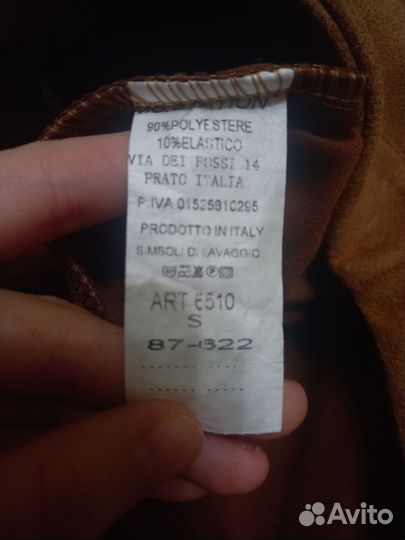 90%POLYESTERE
10%ELASTICO
VIA DEI FOSSI 14
PRATO ITALIA
P.IVA 01525810295
PRODOTTO IN ITALY
SIMBOLI DI LAVAGGIO
ART 6510
S
87-622
Avito